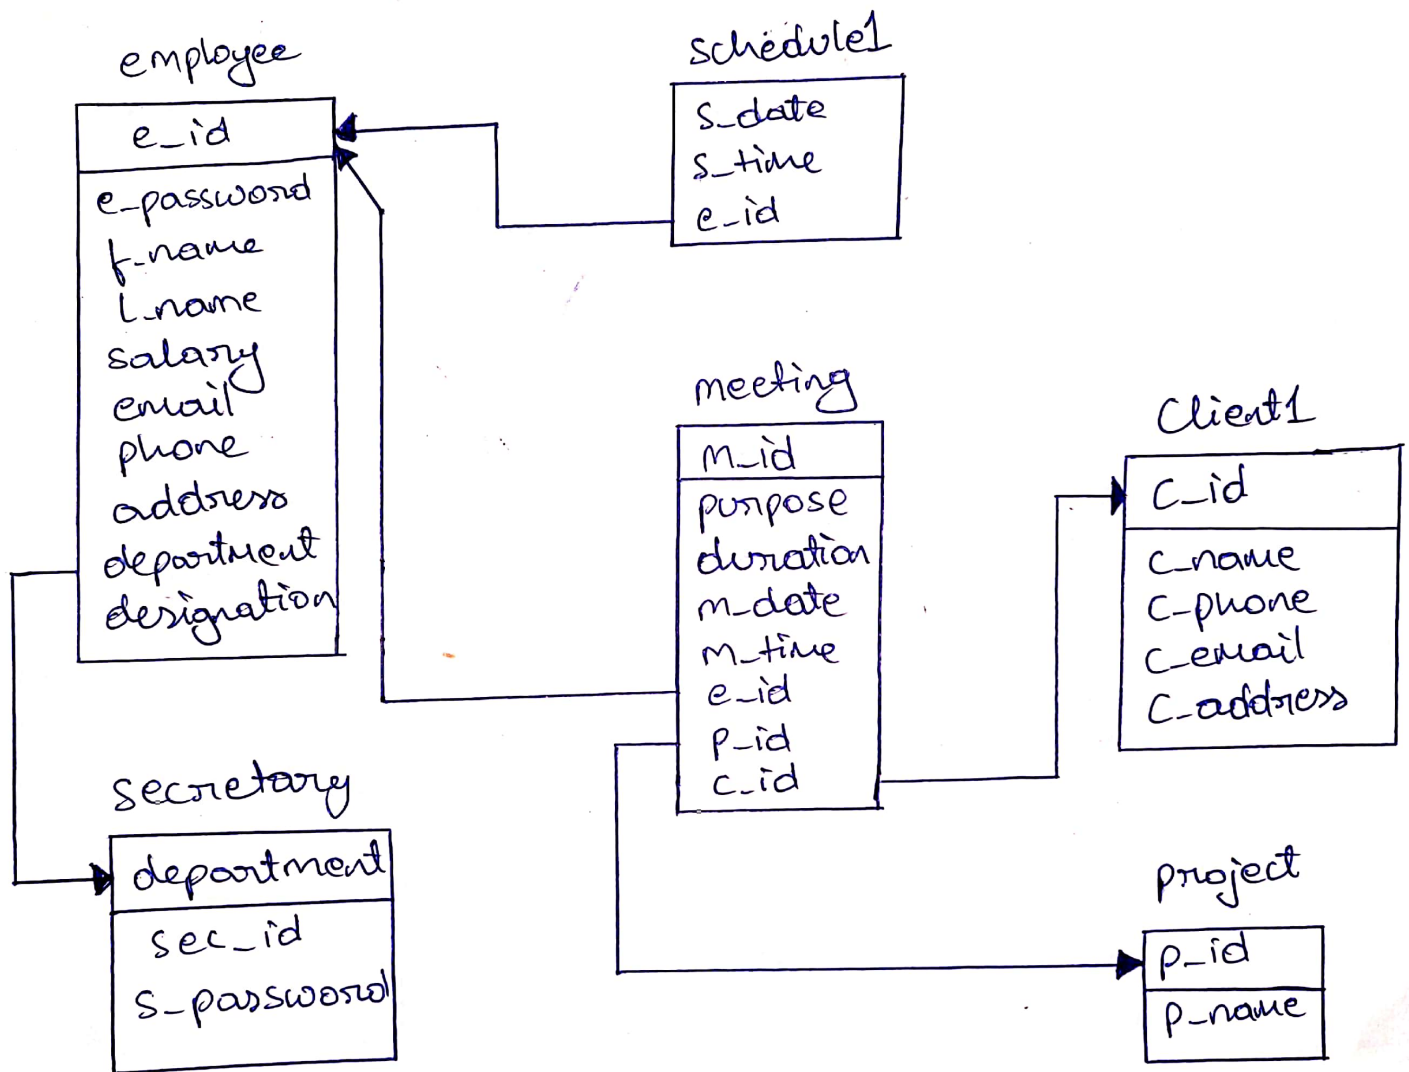 employee
e_id
e_password
f_name
l_name
salary
email
phone
address
department
designation
schedule1
s_date
s_time
e_id
meeting
m_id
purpose
duration
m_date
m_time
e_id
p_id
c_id
Client1
C_id
C_name
C_phone
C_email
C_address
secretary
department
sec_id
s_password
project
p_id
p_name